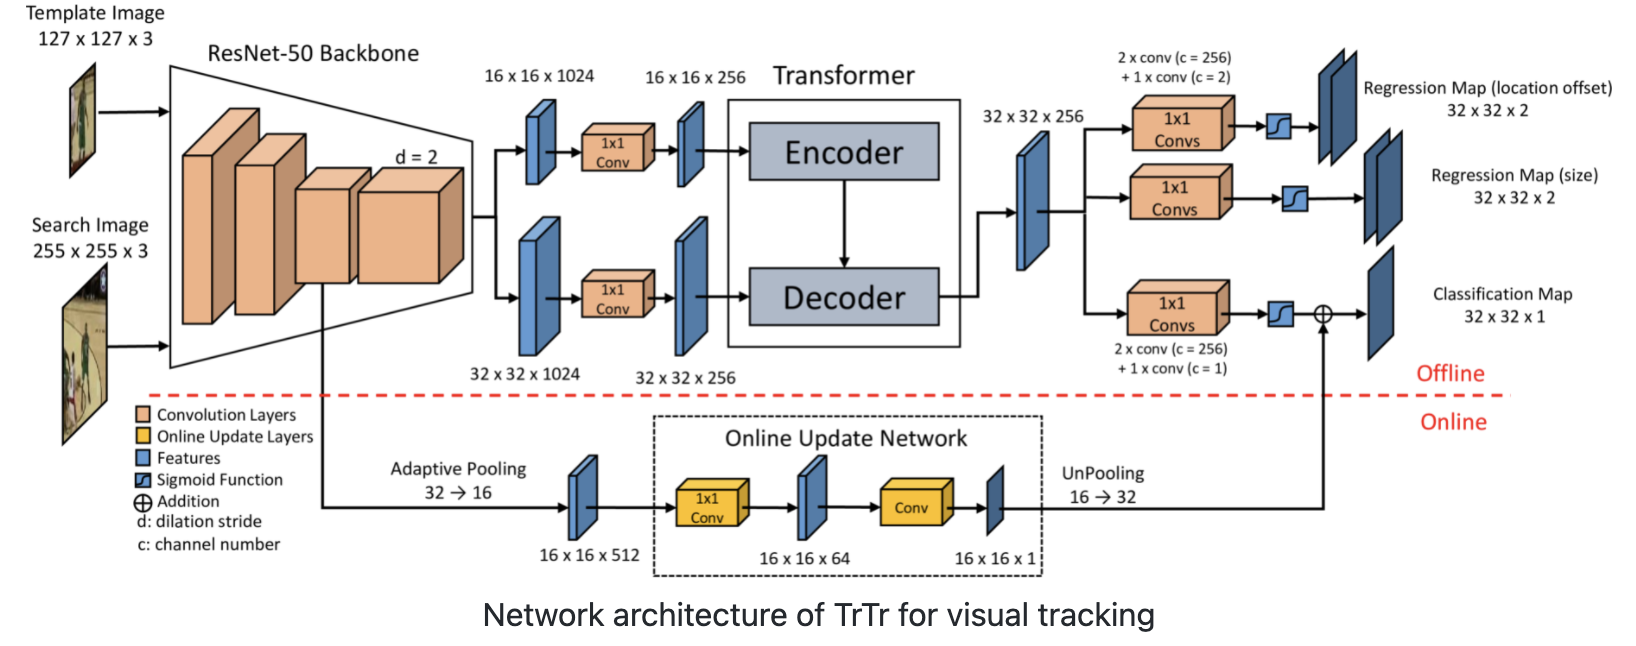 Template Image
127 x 127 x 3
ResNet-50 Backbone
d = 2
Search Image
255 x 255 x 3
16 x 16 x 1024
16 x 16 x 256
1x1
Conv
32 x 32 x 1024
32 x 32 x 256
1x1
Conv
Transformer
Encoder
Decoder
32 x 32 x 256
2 x conv (c = 256)
+ 1 x conv (c = 2)
1x1
Convs
Regression Map (location offset)
32 x 32 x 2
1x1
Convs
Regression Map (size)
32 x 32 x 2
1x1
Convs
2 x conv (c = 256)
+ 1 x conv (c = 1)
Classification Map
32 x 32 x 1
Offline
Online
Convolution Layers
Online Update Layers
Features
Sigmoid Function
Addition
d: dilation stride
c: channel number
Adaptive Pooling
32 → 16
16 x 16 x 512
Online Update Network
1x1
Conv
16 x 16 x 64
Conv
16 x 16 x 1
UnPooling
16 → 32
Network architecture of TrTr for visual tracking